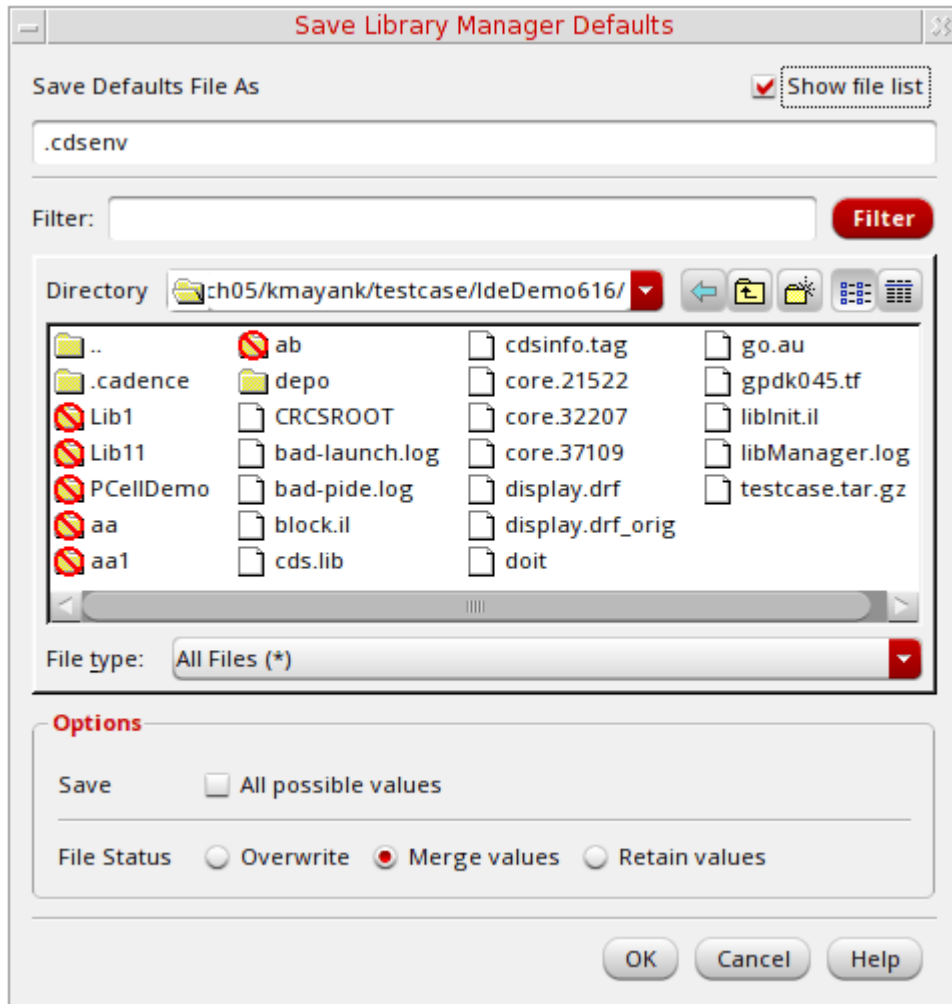 Save Library Manager Defaults
Save Defaults File As Show file list
.cdsenv
Filter: Filter
Directory ch05/kmayank/testcase/IdeDemo616/
.. ab cdsinfo.tag go.au
.cadence depo core.21522 gpdk045.tf
Lib1 CRCSROOT core.32207 libInit.il
Lib11 bad-launch.log core.37109 libManager.log
PCellDemo bad-pide.log display.drf testcase.tar.gz
aa block.il display.drf_orig
aa1 cds.lib doit
File type: All Files (*)
Options
Save All possible values
File Status Overwrite Merge values Retain values
OK Cancel Help